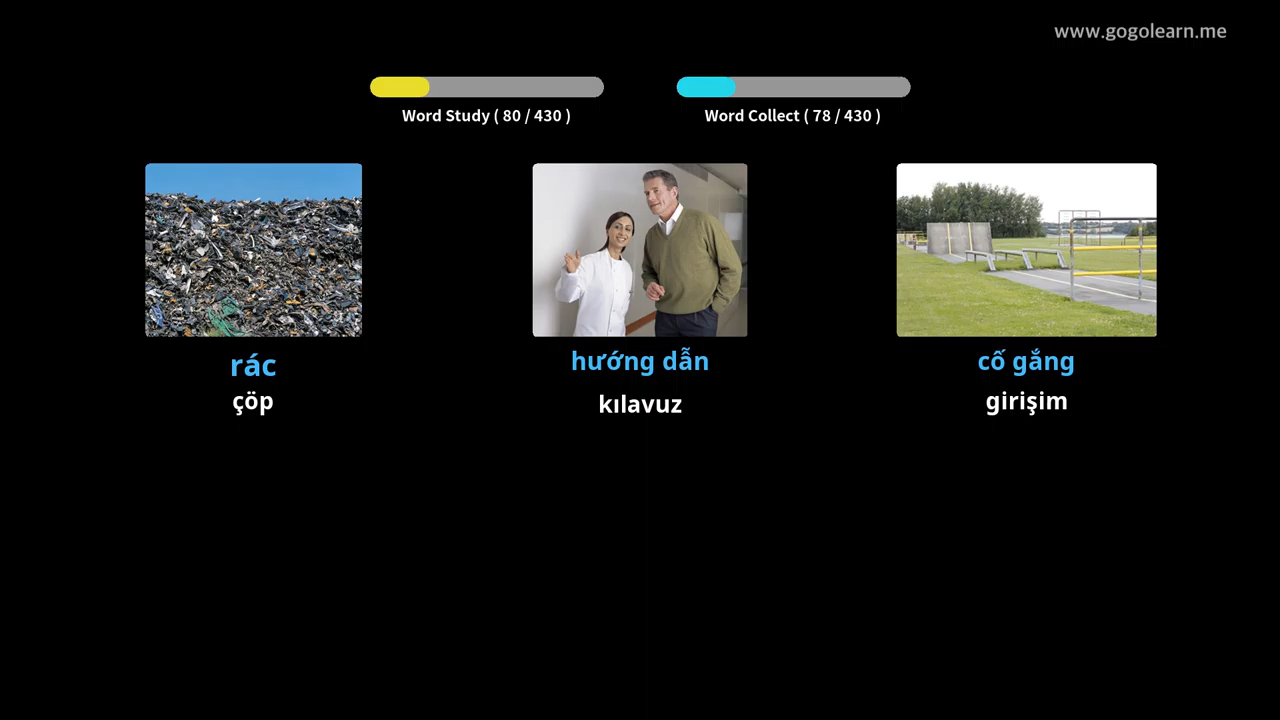 www.gogolearn.me
Word Study ( 80 / 430 )
Word Collect ( 78 / 430 )
rác
çöp
hướng dẫn
kılavuz
cố gắng
girişim